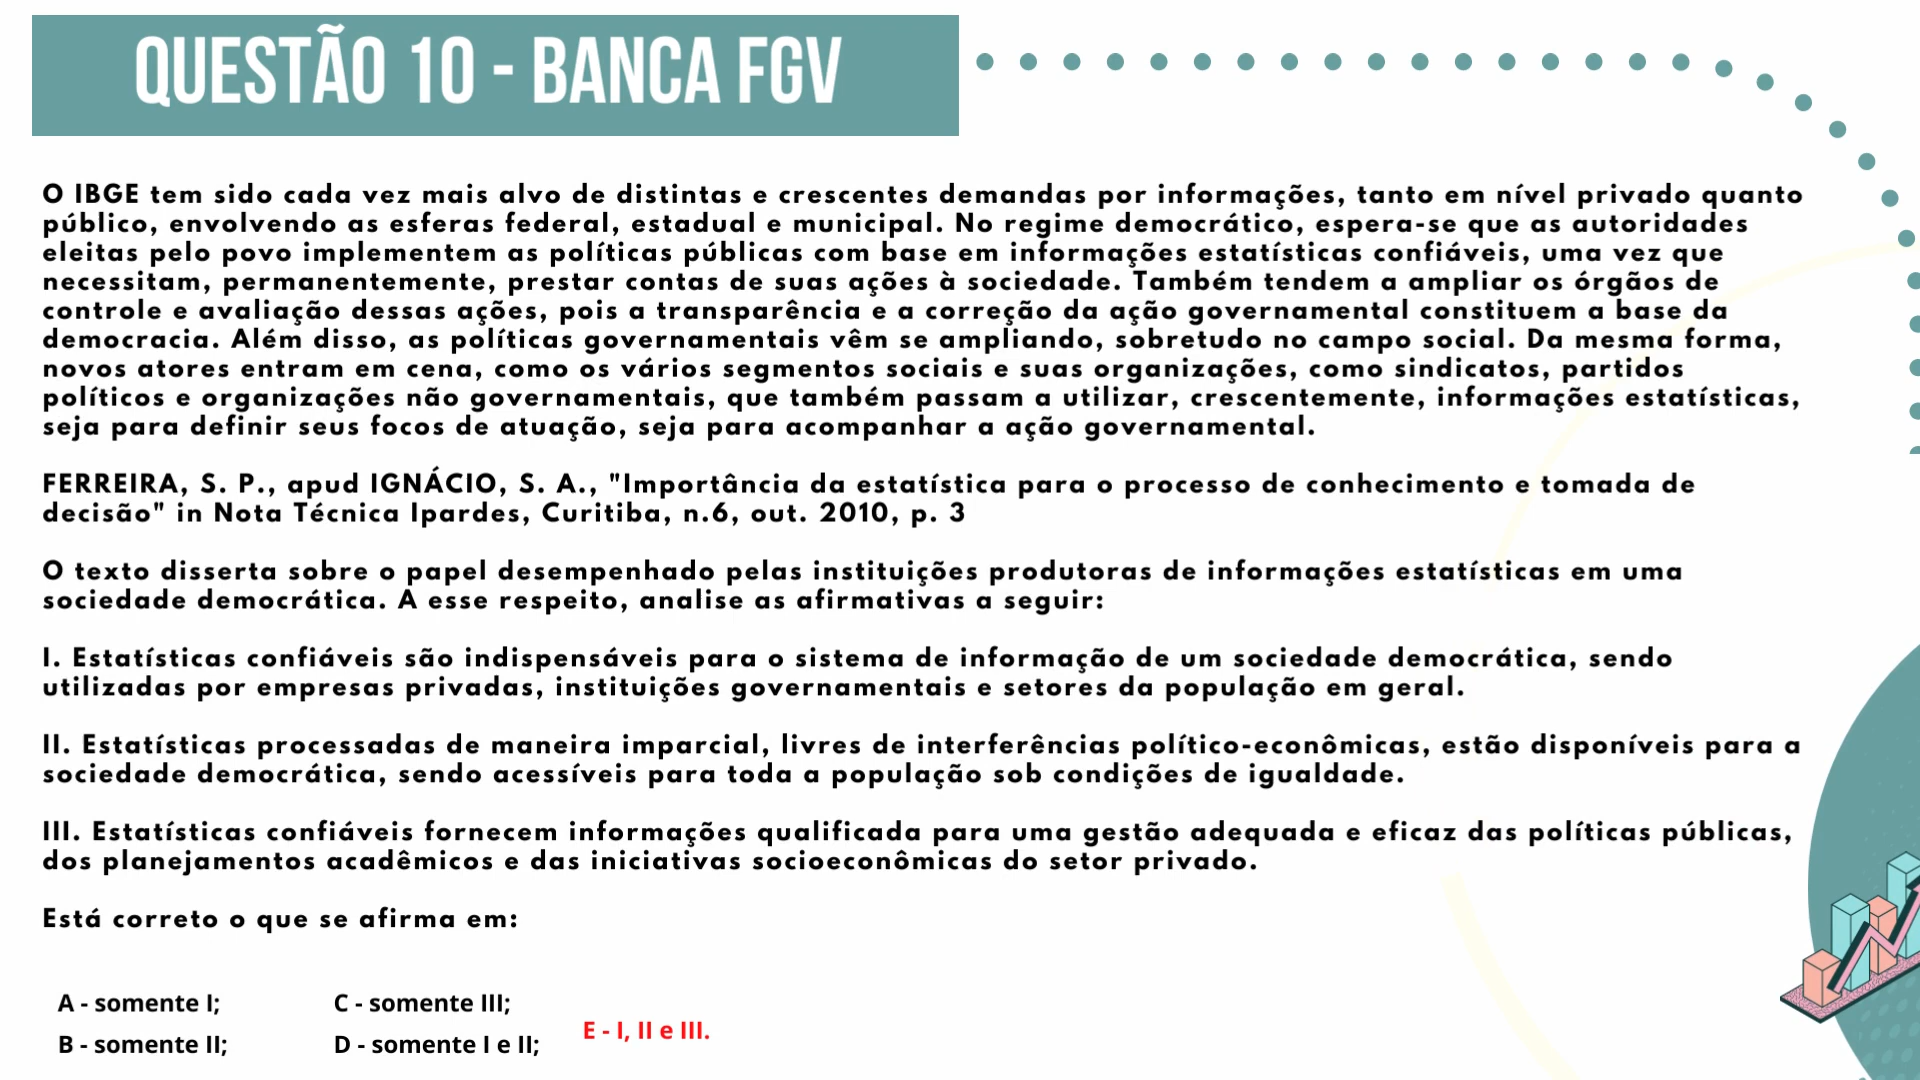 QUESTÃO 10 - BANCA FGV
O IBGE tem sido cada vez mais alvo de distintas e crescentes demandas por informações, tanto em nível privado quanto
público, envolvendo as esferas federal, estadual e municipal. No regime democrático, espera-se que as autoridades
eleitas pelo povo implementem as políticas públicas com base em informações estatísticas confiáveis, uma vez que
necessitam, permanentemente, prestar contas de suas ações à sociedade. Também tendem a ampliar os órgãos de
controle e avaliação dessas ações, pois a transparência e a correção da ação governamental constituem a base da
democracia. Além disso, as políticas governamentais vêm se ampliando, sobretudo no campo social. Da mesma forma,
novos atores entram em cena, como os vários segmentos sociais e suas organizações, como sindicatos, partidos
políticos e organizações não governamentais, que também passam a utilizar, crescentemente, informações estatísticas,
seja para definir seus focos de atuação, seja para acompanhar a ação governamental.
FERREIRA, S. P., apud IGNÁCIO, S. A., "Importância da estatística para o processo de conhecimento e tomada de
decisão" in Nota Técnica Ipardes, Curitiba, n.6, out. 2010, p. 3
O texto disserta sobre o papel desempenhado pelas instituições produtoras de informações estatísticas em uma
sociedade democrática. A esse respeito, analise as afirmativas a seguir:
I. Estatísticas confiáveis são indispensáveis para o sistema de informação de um sociedade democrática, sendo
utilizadas por empresas privadas, instituições governamentais e setores da população em geral.
II. Estatísticas processadas de maneira imparcial, livres de interferências político-econômicas, estão disponíveis para a
sociedade democrática, sendo acessíveis para toda a população sob condições de igualdade.
III. Estatísticas confiáveis fornecem informações qualificada para uma gestão adequada e eficaz das políticas públicas,
dos planejamentos acadêmicos e das iniciativas socioeconômicas do setor privado.
Está correto o que se afirma em:
A - somente I;
B - somente II;
C - somente III;
D - somente I e II;
E - I, II e III.